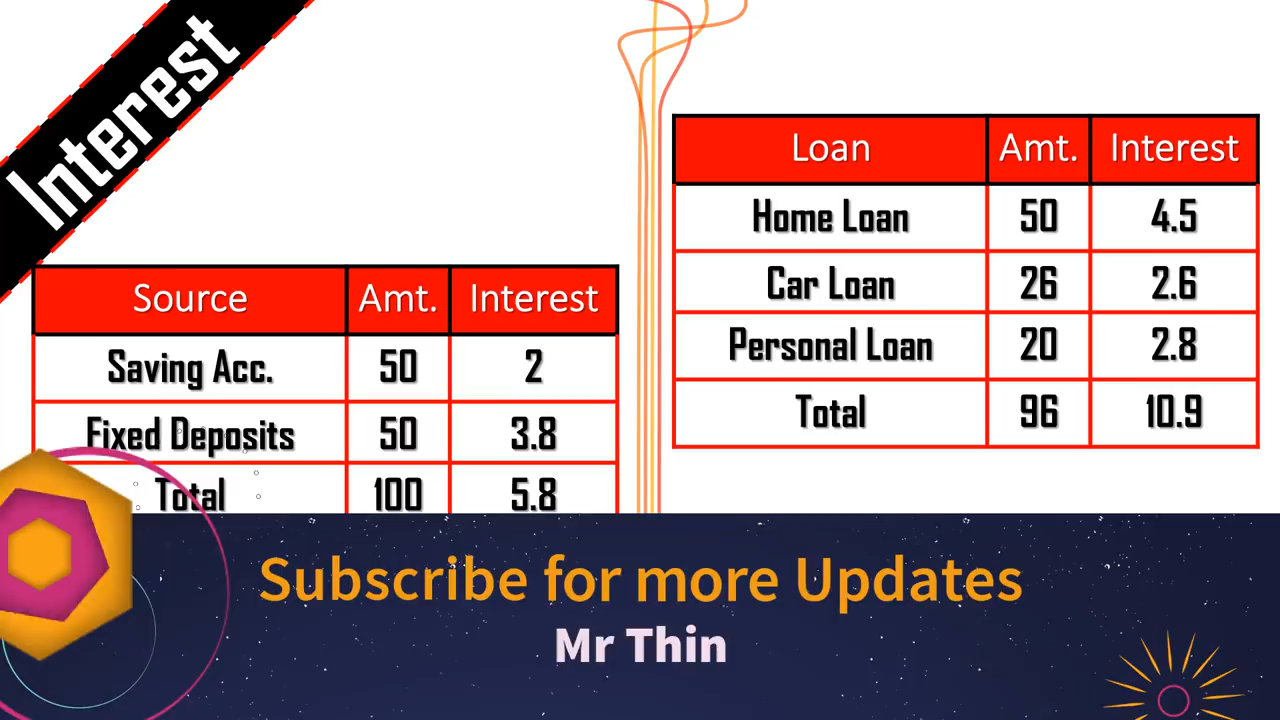 Interest
Source Amt. Interest
Saving Acc. 50 2
Fixed Deposits 50 3.8
Total 100 5.8
Loan Amt. Interest
Home Loan 50 4.5
Car Loan 26 2.6
Personal Loan 20 2.8
Total 96 10.9
Subscribe for more Updates
Mr Thin